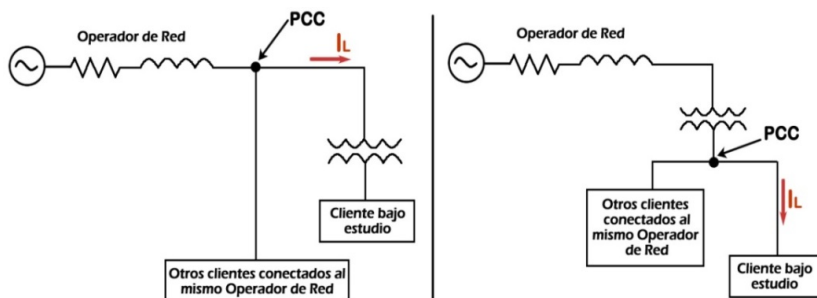 Operador de Red
PCC
IL
Cliente bajo
estudio
Otros clientes conectados al
mismo Operador de Red
Operador de Red
PCC
Otros clientes
conectados al
mismo Operador
de Red
IL
Cliente bajo
estudio